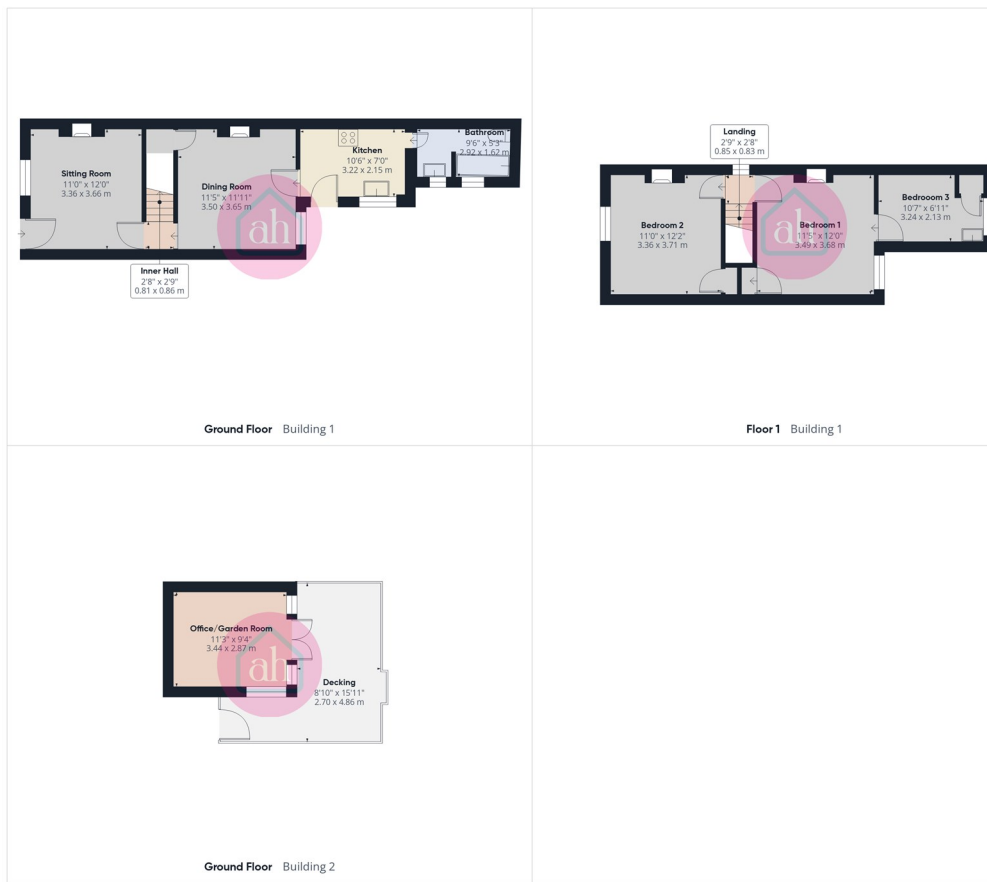 Sitting Room
11'0" x 12'0"
3.36 x 3.66 m
Dining Room
11'5" x 11'11"
3.50 x 3.65 m
Kitchen
10'6" x 7'0"
3.22 x 2.15 m
Bathroom
9'6" x 5'3"
2.92 x 1.62 m
Inner Hall
2'8" x 2'9"
0.81 x 0.86 m
ah
Ground Floor Building 1
Landing
2'9" x 2'8"
0.85 x 0.83 m
Bedroom 2
11'0" x 12'2"
3.36 x 3.71 m
Bedroom 1
11'5" x 12'0"
3.49 x 3.68 m
Bedroom 3
10'7" x 6'11"
3.24 x 2.13 m
ah
Floor 1 Building 1
Office/Garden Room
11'3" x 9'4"
3.44 x 2.87 m
ah
Decking
8'10" x 15'11"
2.70 x 4.86 m
Ground Floor Building 2